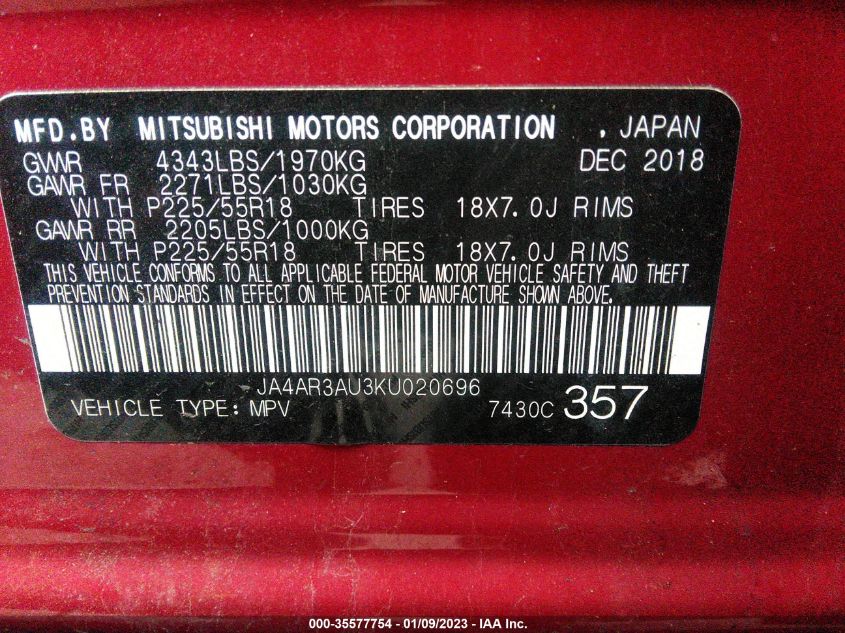 MFD.BY MITSUBISHI MOTORS CORPORATION , JAPAN
GVWR 4343LBS/1970KG DEC 2018
GAWR FR 2271LBS/1030KG
WITH P225/55R18 TIRES 18X7.0J RIMS
GAWR RR 2205LBS/1000KG
WITH P225/55R18 TIRES 18X7.0J RIMS
THIS VEHICLE CONFORMS TO ALL APPLICABLE FEDERAL MOTOR VEHICLE SAFETY AND THEFT
PREVENTION STANDARDS IN EFFECT ON THE DATE OF MANUFACTURE SHOWN ABOVE.
JA4AR3AU3KU020696
VEHICLE TYPE: MPV 7430C 357
000-35577754 - 01/09/2023 - IAA Inc.